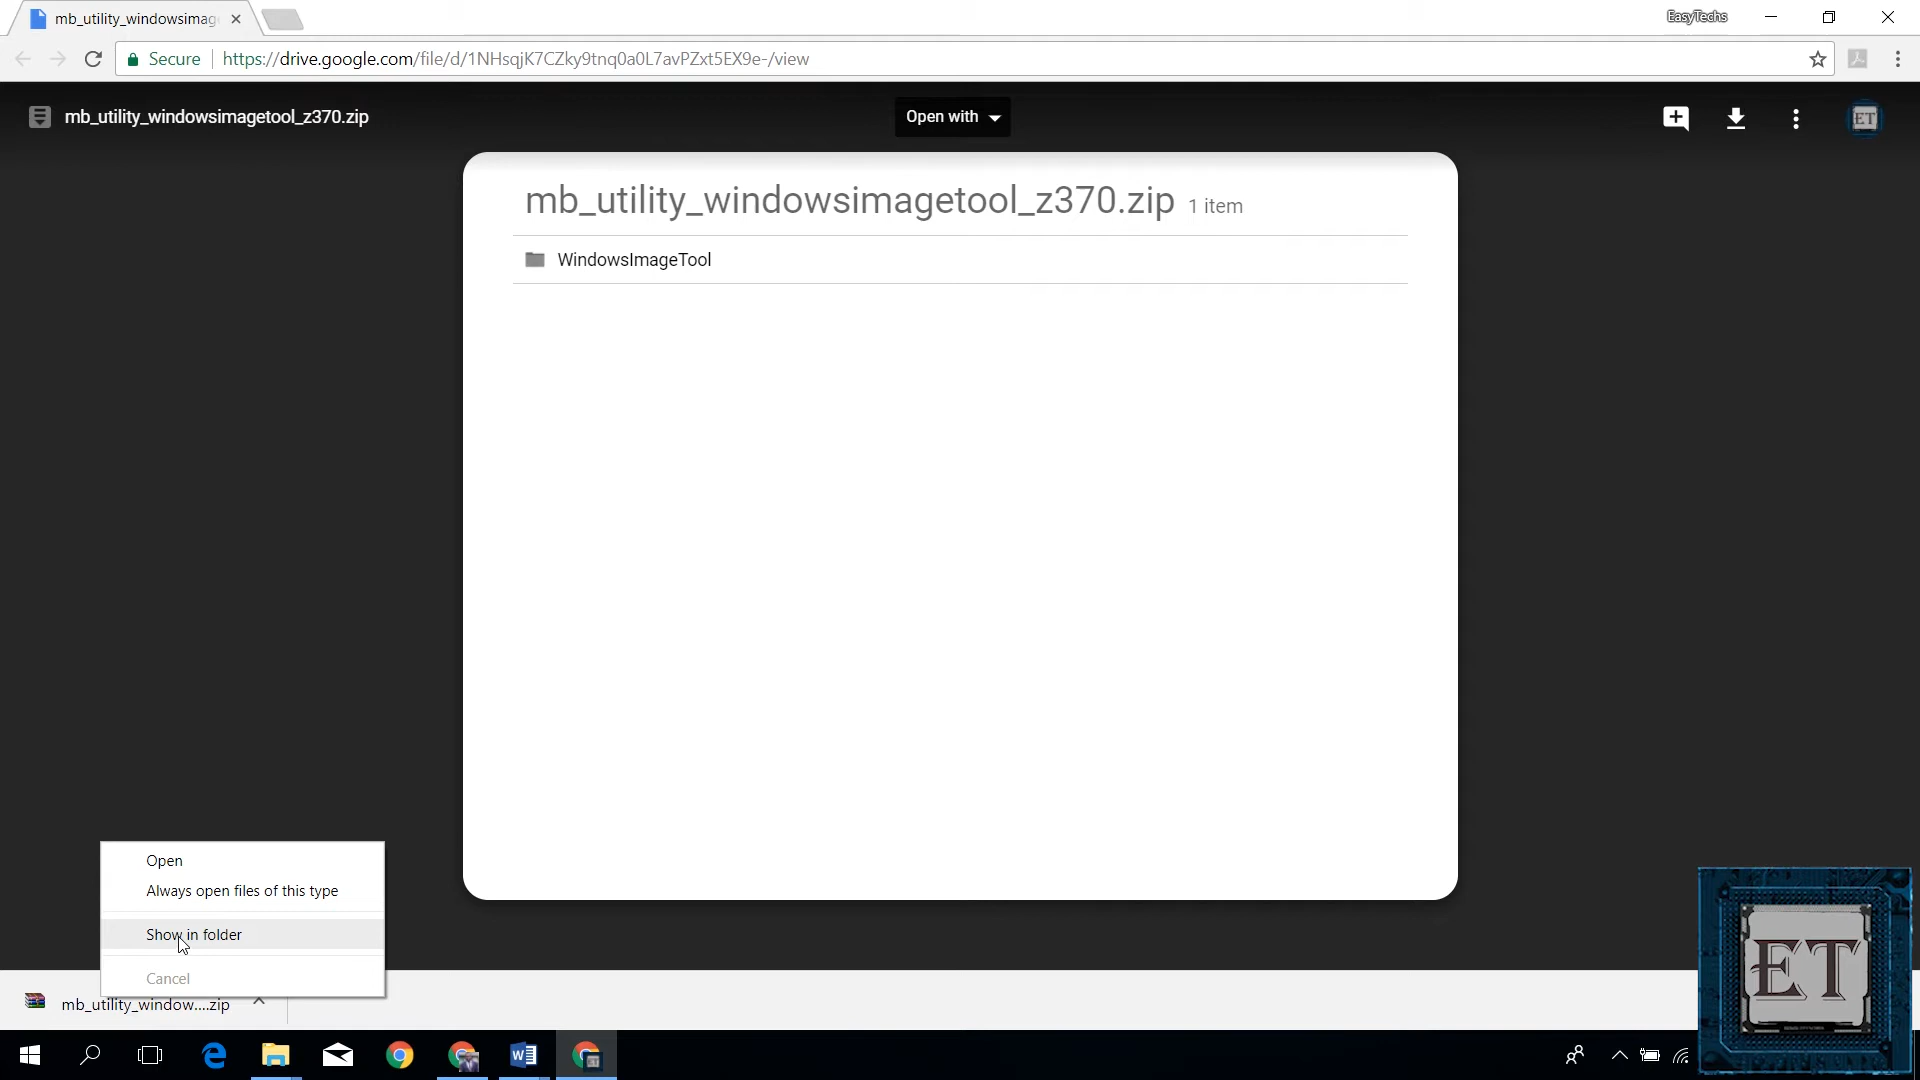 mb_utility_windowsimag
EasyTechs
Secure
https://drive.google.com/file/d/1NHsqjK7CZky9tnq0a0L7avPZxt5EX9e-/view
mb_utility_windowsimagetool_z370.zip
Open with
ET
mb_utility_windowsimagetool_z370.zip 1 item
WindowsImageTool
Open
Always open files of this type
Show in folder
Cancel
mb_utility_window....zip
ET